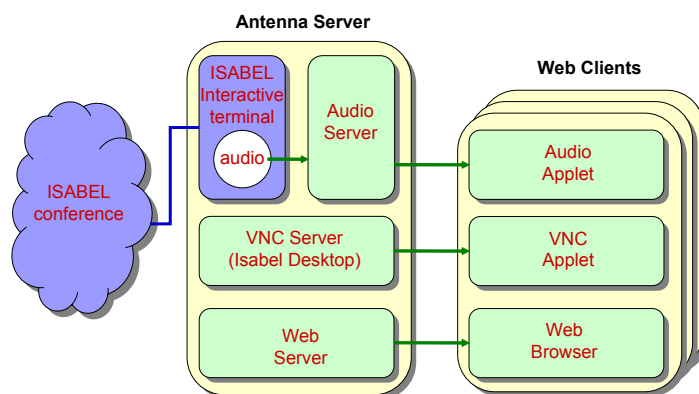 Antenna Server
Web Clients
ISABEL
Interactive
terminal
audio
Audio
Server
Audio
Applet
ISABEL
conference
VNC Server
(Isabel Desktop)
VNC
Applet
Web
Server
Web
Browser